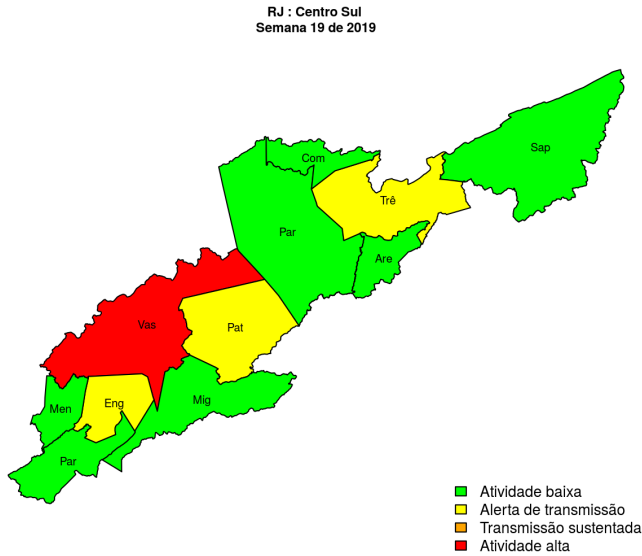 RJ : Centro Sul
Semana 19 de 2019
Sap
Com
Trê
Par
Are
Vas
Pat
Men
Eng
Mig
Par
Atividade baixa
Alerta de transmissão
Transmissão sustentada
Atividade alta